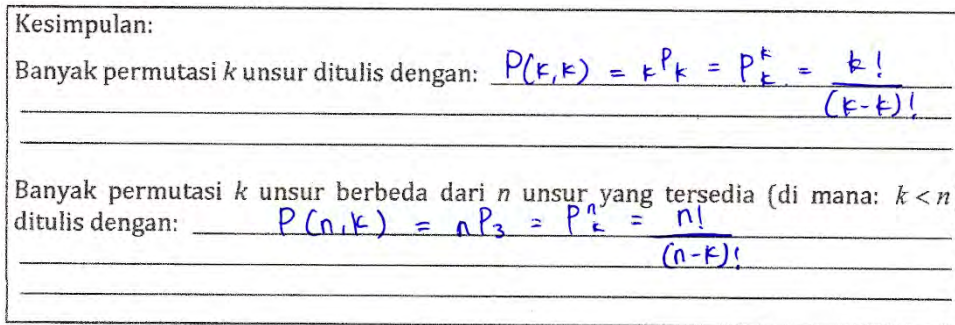 Kesimpulan:
Banyak permutasi k unsur ditulis dengan: P(k,k) = kPk = P^k_k = k! / (k-k)!
Banyak permutasi k unsur berbeda dari n unsur yang tersedia (di mana: k < n
ditulis dengan: P(n,k) = nP3 = P^n_k = n! / (n-k)!